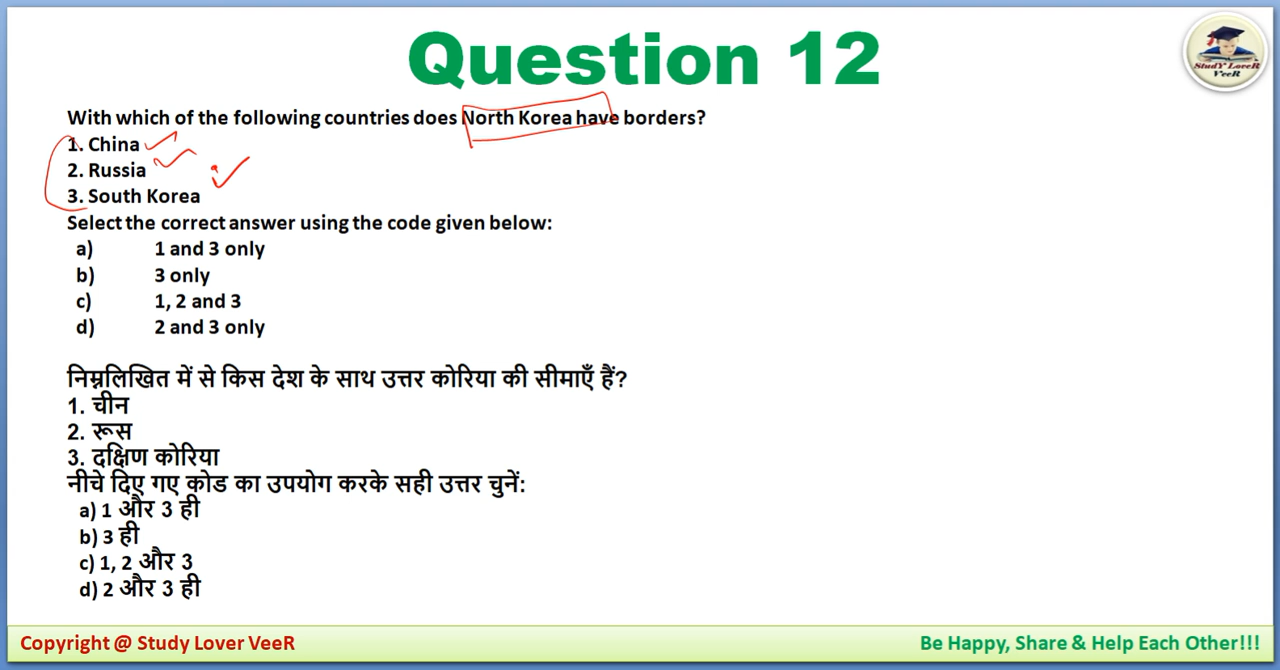 Question 12
StudY LoveR
VeeR
With which of the following countries does North Korea have borders?
1. China
2. Russia
3. South Korea
Select the correct answer using the code given below:
a) 1 and 3 only
b) 3 only
c) 1, 2 and 3
d) 2 and 3 only
निम्नलिखित में से किस देश के साथ उत्तर कोरिया की सीमाएँ हैं?
1. चीन
2. रूस
3. दक्षिण कोरिया
नीचे दिए गए कोड का उपयोग करके सही उत्तर चुनें:
a) 1 और 3 ही
b) 3 ही
c) 1, 2 और 3
d) 2 और 3 ही
Copyright @ Study Lover VeeR
Be Happy, Share & Help Each Other!!!